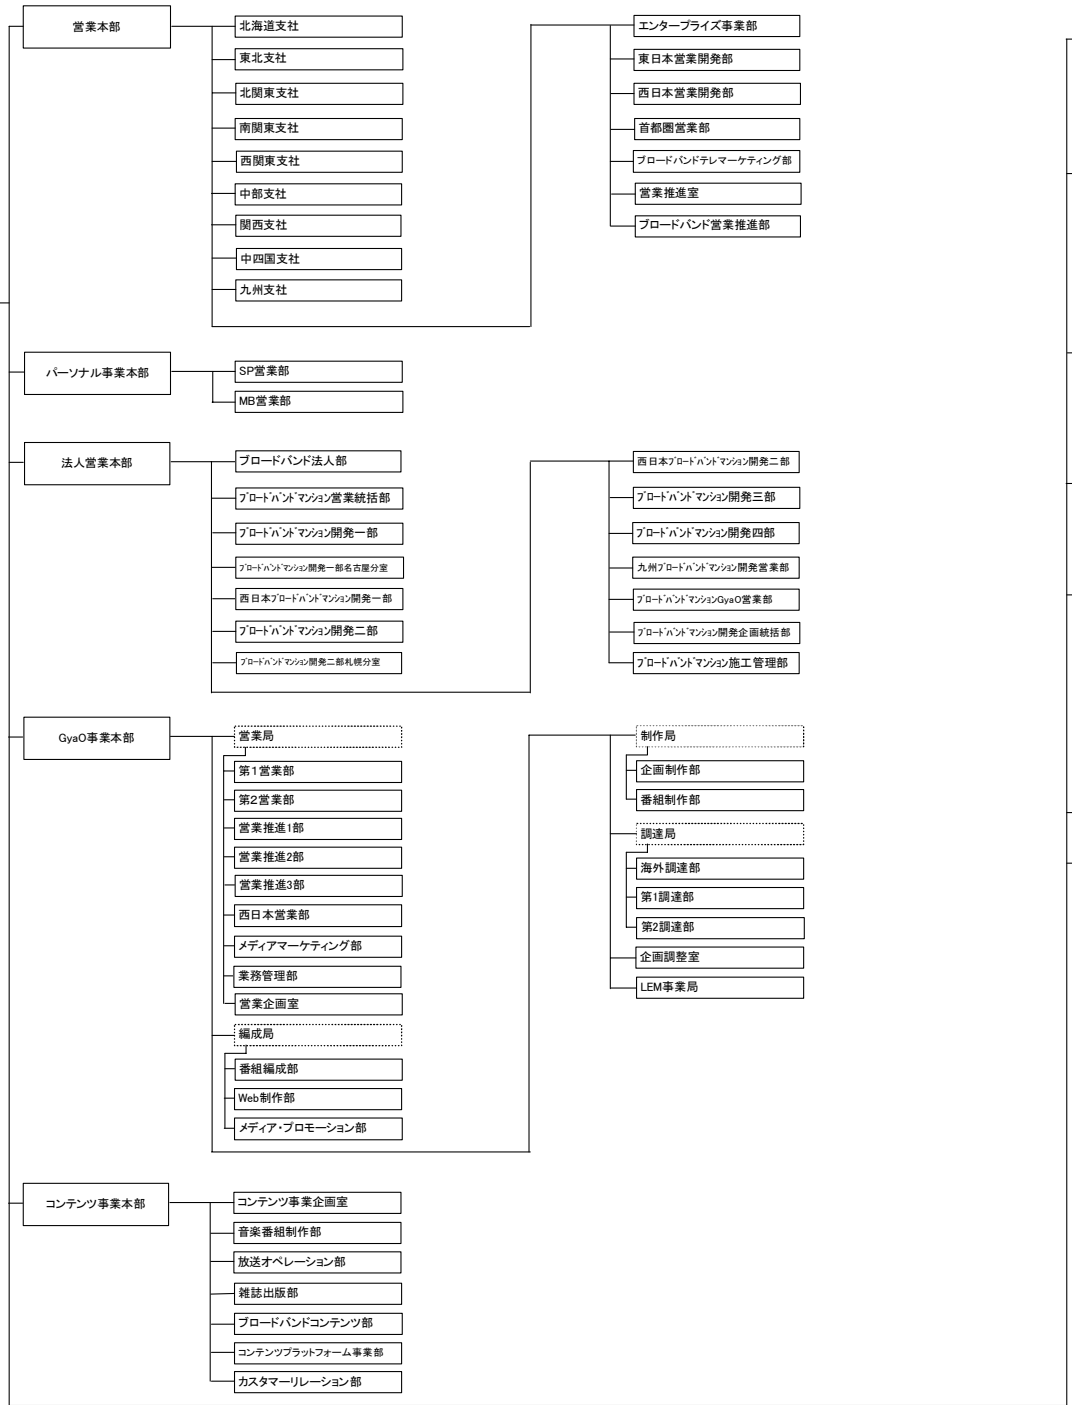 営業本部
北海道支社
東北支社
北関東支社
南関東支社
西関東支社
中部支社
関西支社
中四国支社
九州支社
エンタープライズ事業部
東日本営業開発部
西日本営業開発部
首都圏営業部
ブロードバンドテレマーケティング部
営業推進室
ブロードバンド営業推進部
パーソナル事業本部
SP営業部
MB営業部
法人営業本部
ブロードバンド法人部
ﾌﾞﾛｰﾄﾞﾊﾞﾝﾄﾞﾏﾝｼｮﾝ営業統括部
ﾌﾞﾛｰﾄﾞﾊﾞﾝﾄﾞﾏﾝｼｮﾝ開発一部
ﾌﾞﾛｰﾄﾞﾊﾞﾝﾄﾞﾏﾝｼｮﾝ開発一部名古屋分室
西日本ﾌﾞﾛｰﾄﾞﾊﾞﾝﾄﾞﾏﾝｼｮﾝ開発一部
ﾌﾞﾛｰﾄﾞﾊﾞﾝﾄﾞﾏﾝｼｮﾝ開発二部
ﾌﾞﾛｰﾄﾞﾊﾞﾝﾄﾞﾏﾝｼｮﾝ開発二部札幌分室
西日本ﾌﾞﾛｰﾄﾞﾊﾞﾝﾄﾞﾏﾝｼｮﾝ開発二部
ﾌﾞﾛｰﾄﾞﾊﾞﾝﾄﾞﾏﾝｼｮﾝ開発三部
ﾌﾞﾛｰﾄﾞﾊﾞﾝﾄﾞﾏﾝｼｮﾝ開発四部
九州ﾌﾞﾛｰﾄﾞﾊﾞﾝﾄﾞﾏﾝｼｮﾝ開発営業部
ﾌﾞﾛｰﾄﾞﾊﾞﾝﾄﾞﾏﾝｼｮﾝGyaO営業部
ﾌﾞﾛｰﾄﾞﾊﾞﾝﾄﾞﾏﾝｼｮﾝ開発企画統括部
ﾌﾞﾛｰﾄﾞﾊﾞﾝﾄﾞﾏﾝｼｮﾝ施工管理部
GyaO事業本部
営業局
第1営業部
第2営業部
営業推進1部
営業推進2部
営業推進3部
西日本営業部
メディアマーケティング部
業務管理部
営業企画室
編成局
番組編成部
Web制作部
メディア・プロモーション部
制作局
企画制作部
番組制作部
調達局
海外調達部
第1調達部
第2調達部
企画調整室
LEM事業局
コンテンツ事業本部
コンテンツ事業企画室
音楽番組制作部
放送オペレーション部
雑誌出版部
ブロードバンドコンテンツ部
コンテンツプラットフォーム事業部
カスタマーリレーション部